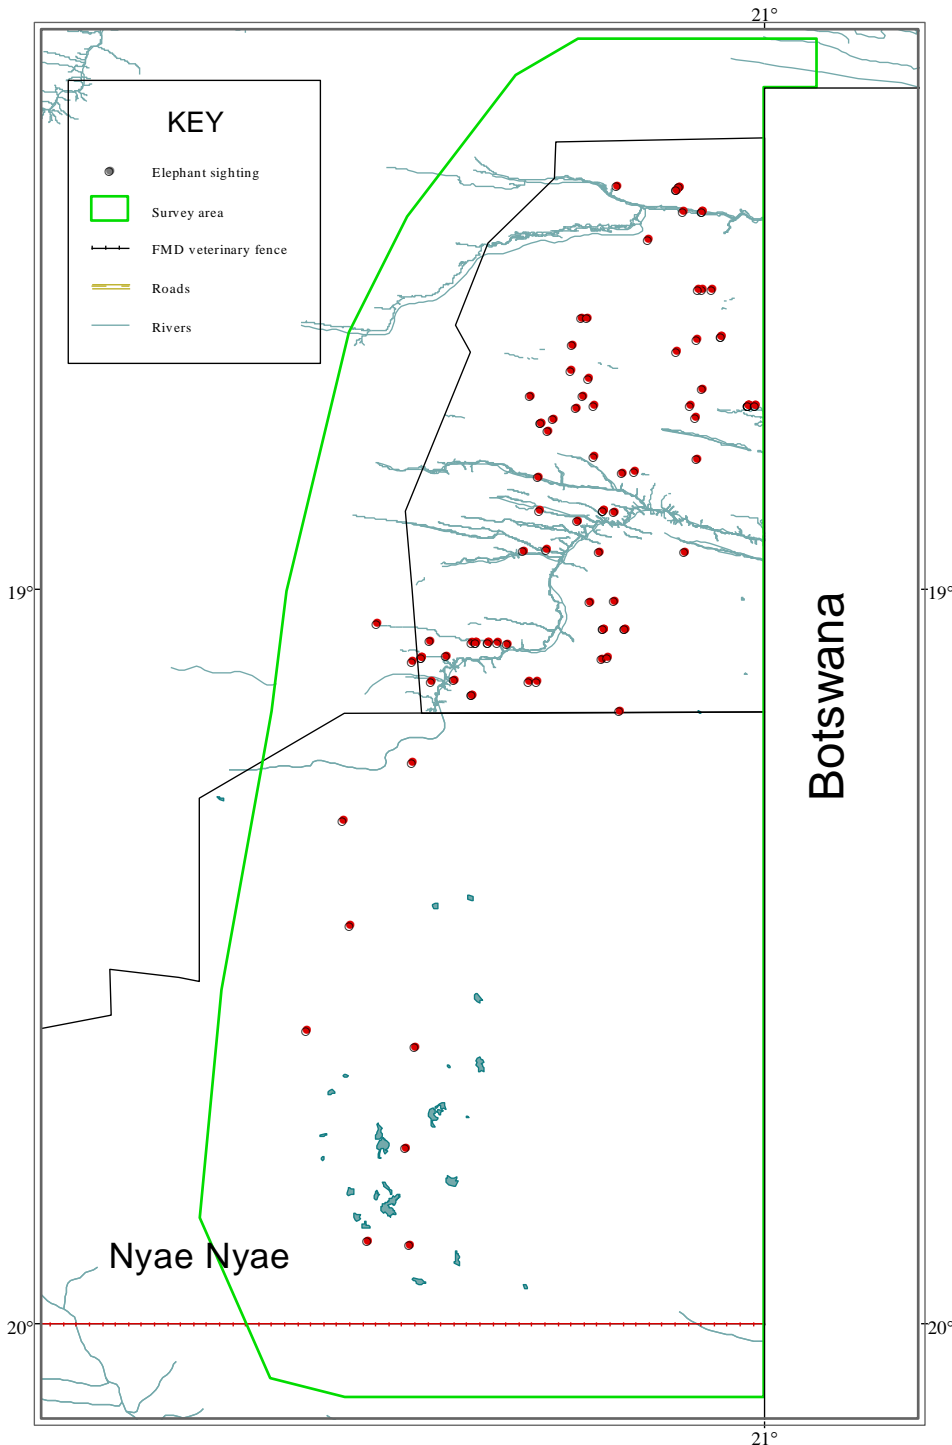 21°
KEY
Elephant sighting
Survey area
FMD veterinary fence
Roads
Rivers
19°
19°
Botswana
Nyae Nyae
20°
20°
21°